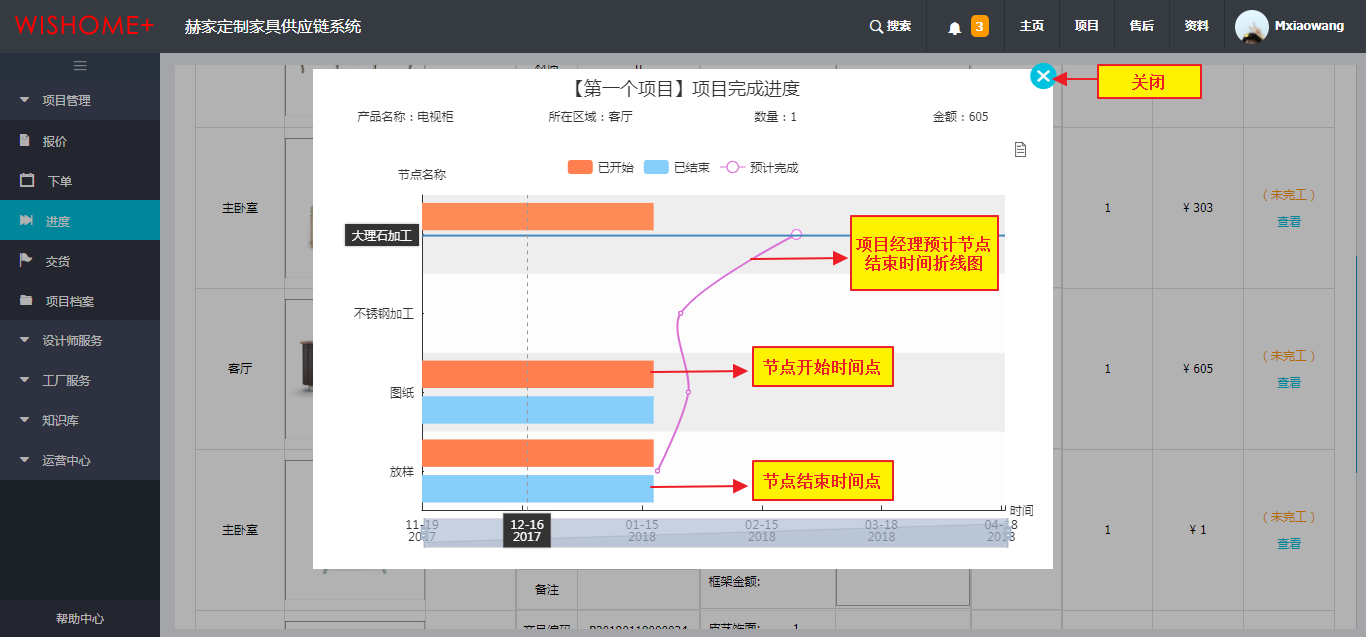 WISHOME+
赫家定制家具供应链系统
搜索
3
主页
项目
售后
资料
Mxiaowang
项目管理
报价
下单
进度
交货
项目档案
设计师服务
工厂服务
知识库
运营中心
帮助中心
【第一个项目】项目完成进度
关闭
产品名称：电视柜
所在区域：客厅
数量：1
金额：605
已开始
已结束
预计完成
节点名称
大理石加工
不锈钢加工
图纸
放样
项目经理预计节点
结束时间折线图
节点开始时间点
节点结束时间点
时间
11-19
2017
12-16
2017
01-15
2018
02-15
2018
03-18
2018
04-18
2018
主卧室
1
¥ 303
（未完工）
查看
客厅
1
¥ 605
（未完工）
查看
主卧室
1
¥ 1
（未完工）
查看
备注
框架金额: